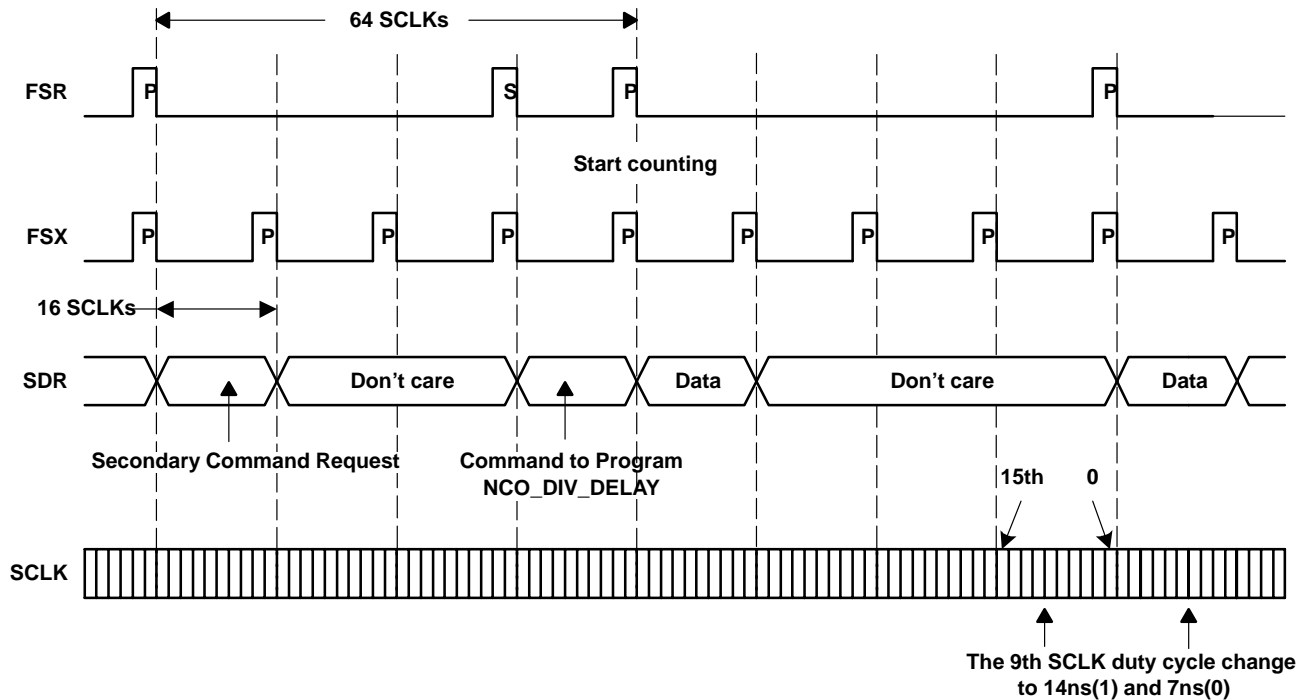 64 SCLKs
FSR
P
S
P
P
Start counting
FSX
P
P
P
P
P
P
P
P
P
P
16 SCLKs
SDR
Don't care
Data
Don't care
Data
Secondary Command Request
Command to Program
NCO_DIV_DELAY
15th
0
SCLK
The 9th SCLK duty cycle change
to 14ns(1) and 7ns(0)